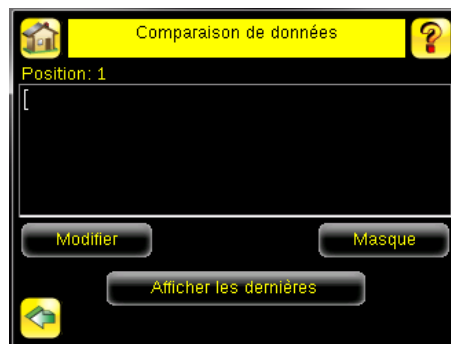 Comparaison de données
?
Position: 1
[
Modifier
Masque
Afficher les dernières